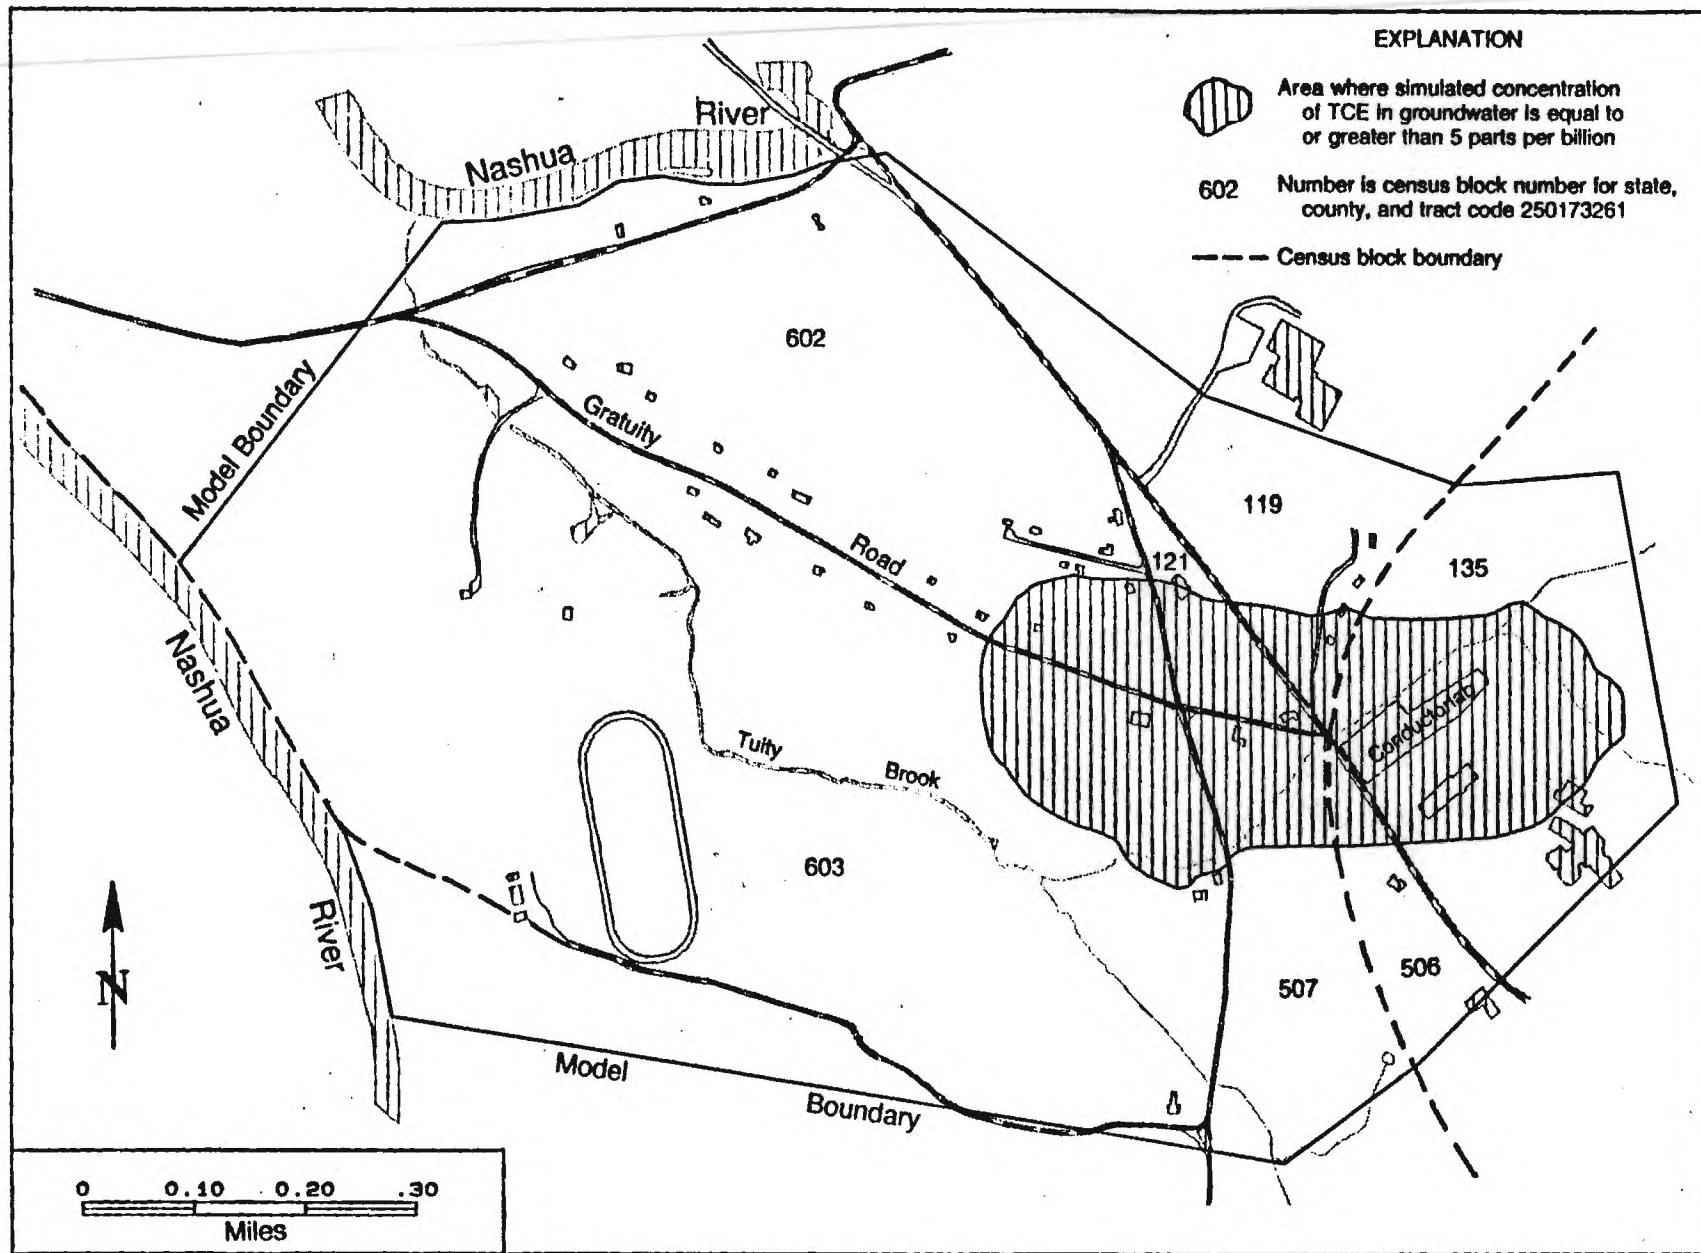 EXPLANATION
Area where simulated concentration
of TCE in groundwater is equal to
or greater than 5 parts per billion
602 Number is census block number for state,
county, and tract code 250173261
Census block boundary
River
Nashua
602
Model Boundary
Gratuity
Road
119
121
135
Nashua
River
Conductorlab
Tuity
Brook
603
506
507
N
Model
Boundary
0 0.10 0.20 .30
Miles